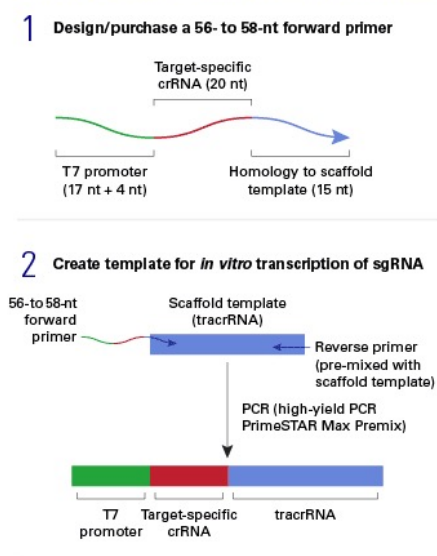 1 Design/purchase a 56- to 58-nt forward primer
Target-specific
crRNA (20 nt)
T7 promoter
(17 nt + 4 nt)
Homology to scaffold
template (15 nt)
2 Create template for in vitro transcription of sgRNA
56-to 58-nt
forward
primer
Scaffold template
(tracrRNA)
Reverse primer
(pre-mixed with
scaffold template)
PCR (high-yield PCR
PrimeSTAR Max Premix)
T7
promoter
Target-specific
crRNA
tracrRNA